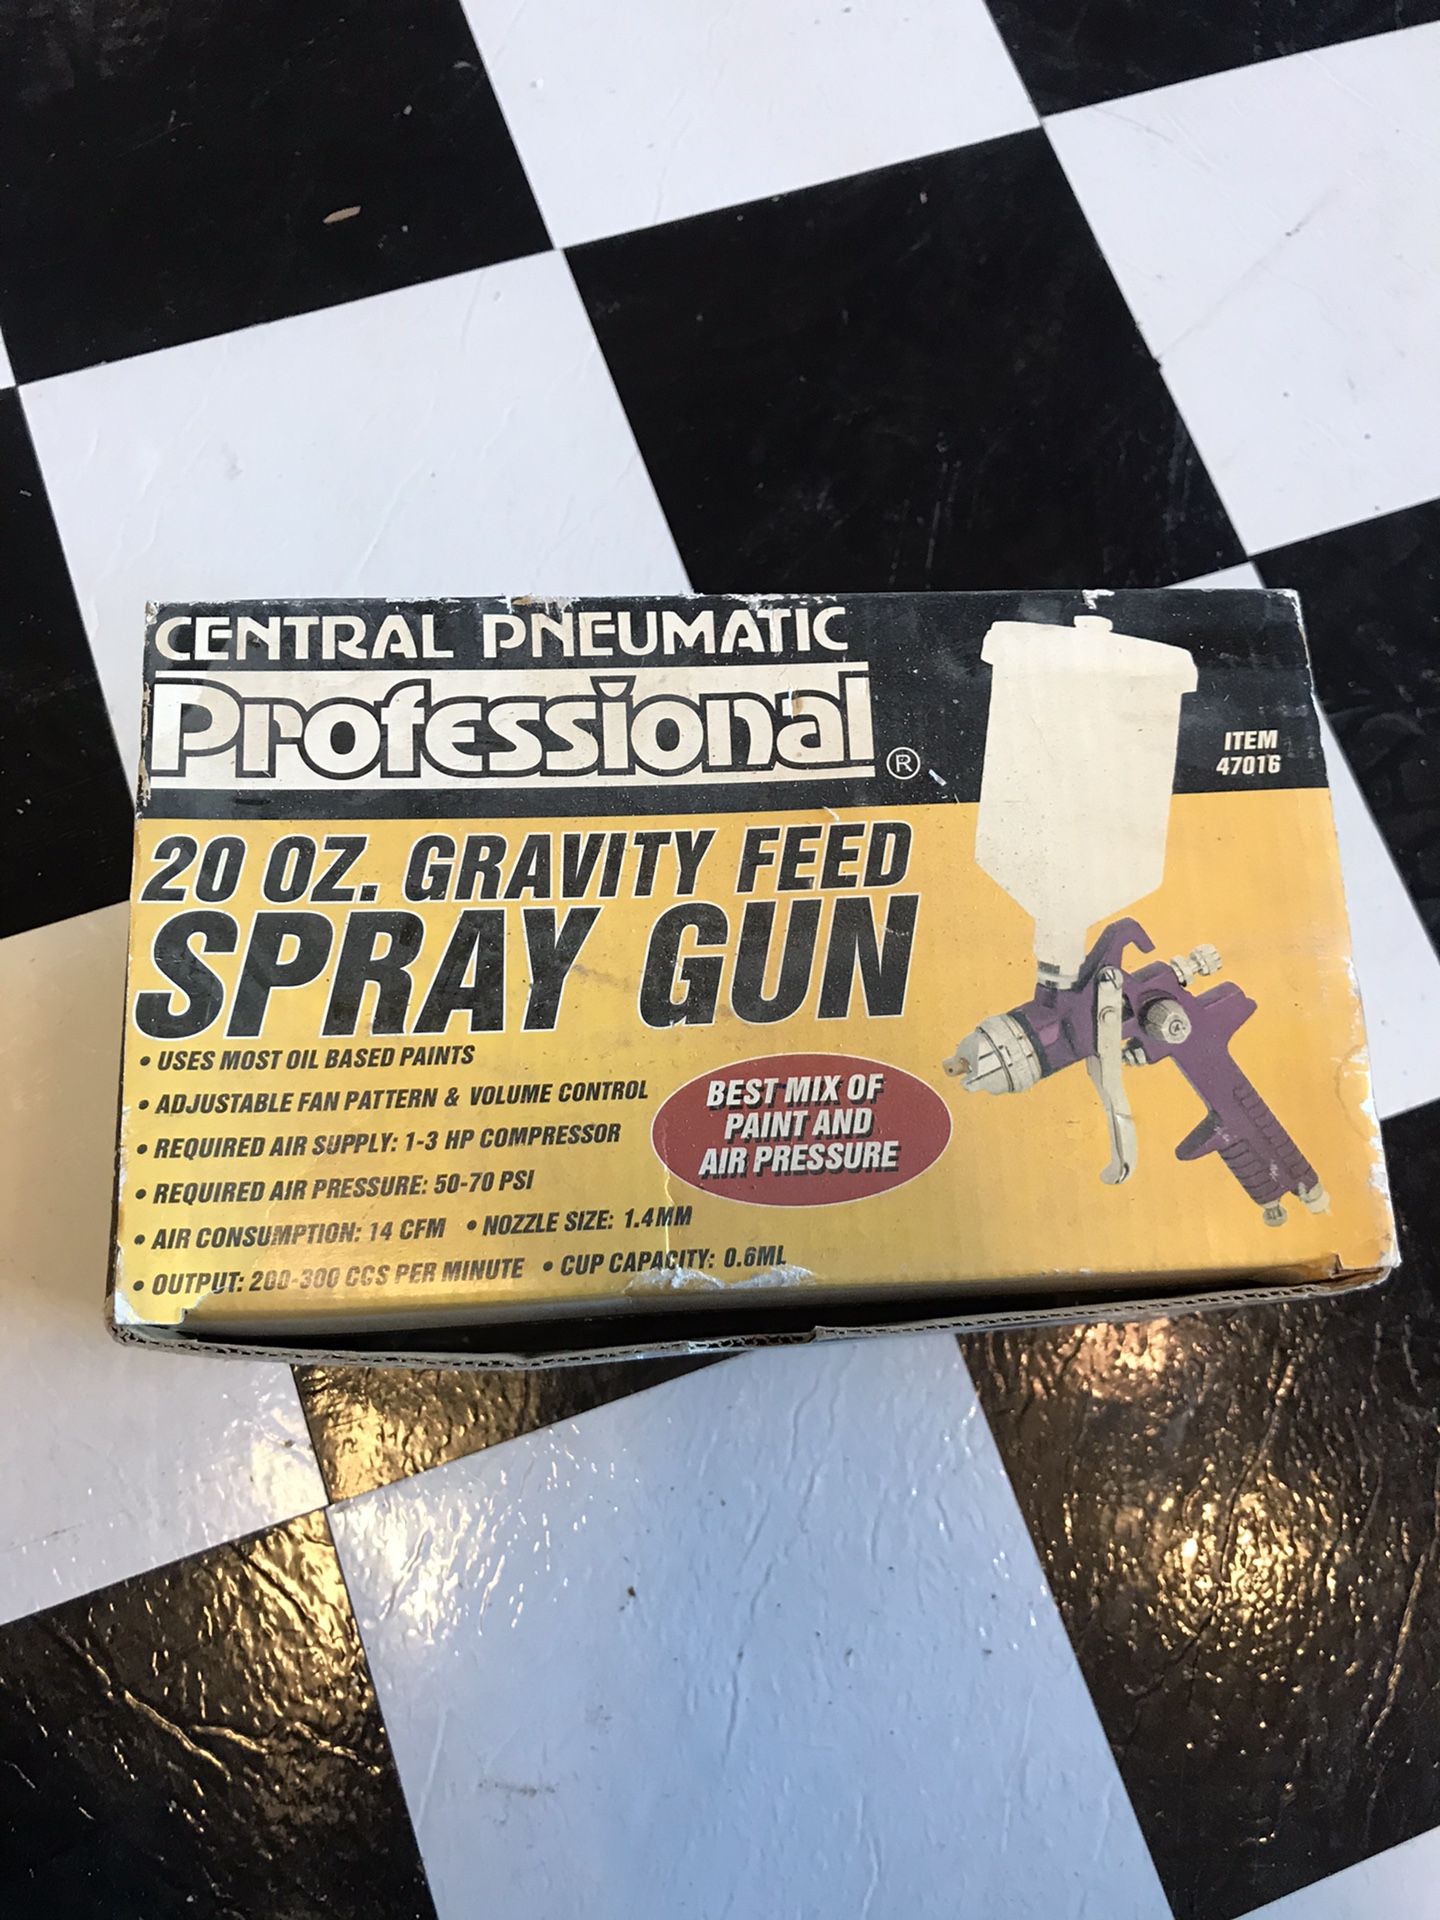 CENTRAL PNEUMATIC
Professional®
ITEM
47016
20 OZ. GRAVITY FEED
SPRAY GUN
• USES MOST OIL BASED PAINTS
• ADJUSTABLE FAN PATTERN & VOLUME CONTROL
• REQUIRED AIR SUPPLY: 1-3 HP COMPRESSOR
• REQUIRED AIR PRESSURE: 50-70 PSI
• AIR CONSUMPTION: 14 CFM • NOZZLE SIZE: 1.4MM
• OUTPUT: 200-300 CCS PER MINUTE • CUP CAPACITY: 0.6ML
BEST MIX OF
PAINT AND
AIR PRESSURE